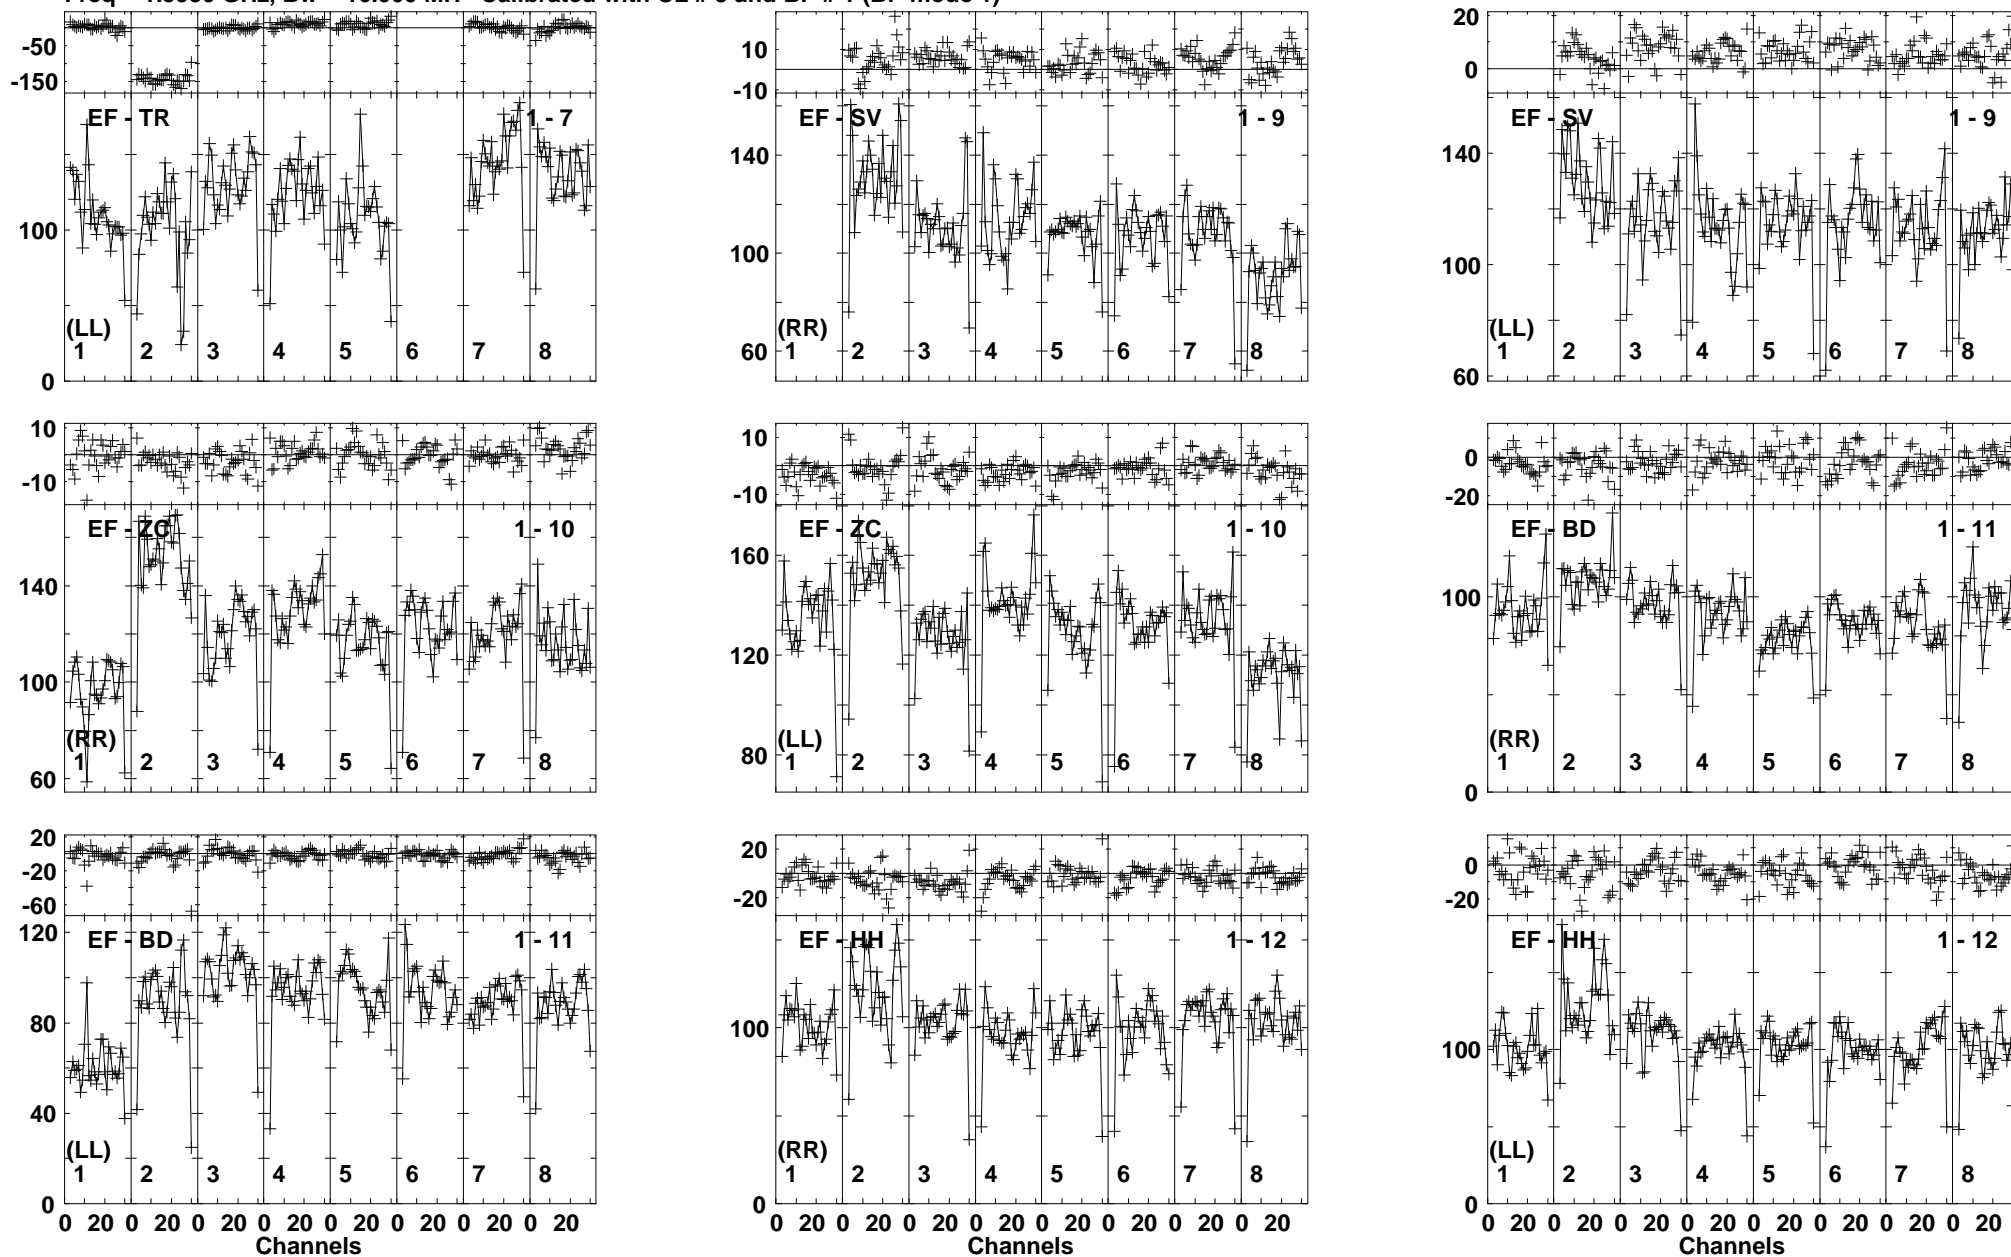 -50
-150
EF - TR 1 - 7
100
(LL)
1 2 3 4 5 6 7 8
0
10
-10
EF - SV 1 - 9
140
100
(RR)
60 1 2 3 4 5 6 7 8
20
0
EF - SV 1 - 9
140
100
(LL)
1 2 3 4 5 6 7 8
60
10
-10
EF - ZC 1 - 10
140
100
(RR)
1 2 3 4 5 6 7 8
60
10
-10
EF - ZC 1 - 10
160
120
(LL)
80 1 2 3 4 5 6 7 8
0
-20
EF - BD 1 - 11
100
(RR)
1 2 3 4 5 6 7 8
0
20
-20
-60
120 EF - BD 1 - 11
80
40
(LL)
1 2 3 4 5 6 7 8
0
0 20 0 20 0 20 0 20 0 20 0 20 0 20 0 20
Channels
20
-20
EF - HH 1 - 12
100
(RR)
1 2 3 4 5 6 7 8
0
0 20 0 20 0 20 0 20 0 20 0 20 0 20 0 20
Channels
0
-20
EF - HH 1 - 12
100
(LL)
1 2 3 4 5 6 7 8
0
0 20 0 20 0 20 0 20 0 20 0 20 0 20 0 20
Channels